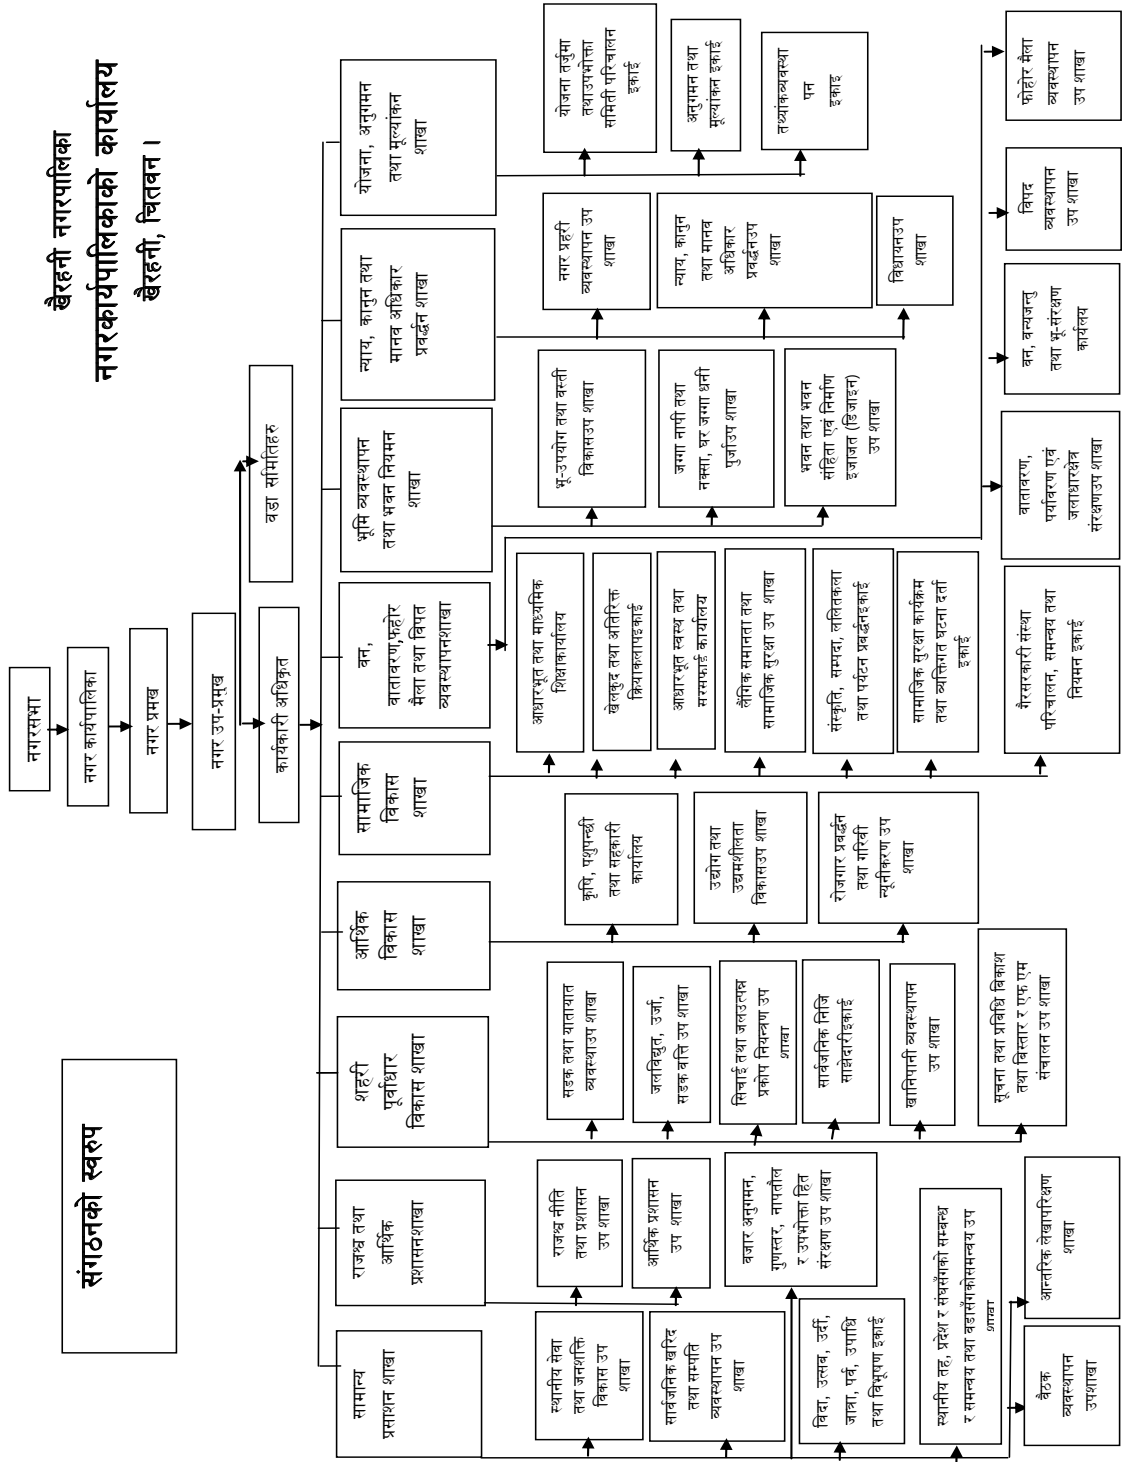 खैरहनी नगरपालिका
नगरकार्यपालिकाको कार्यालय
खैरहनी, चितवन ।
संगठनको स्वरुप
नगरसभा
नगर कार्यपालिका
नगर प्रमख
नगर उप-प्रमुख
कार्यकारी अधिकृत
वडा समितिहरु
सामान्य
प्रसाशन शाखा
राजश्व तथा
आर्थिक
प्रशासनशाखा
शहरी
पूर्वाधार
विकास शाखा
आर्थिक
विकास
शाखा
सामाजिक
विकास
शाखा
वन,
वातावरण,फहोर
मैला तथा विपत
व्यवस्थापनशाखा
भूमि व्यवस्थापन
तथा भवन नियमन
शाखा
न्याय, कानुन तथा
मानव अधिकार
प्रवर्द्धन शाखा
योजना, अनुगमन
तथा मूल्यांकन
शाखा
स्थानीय सेवा
तथा जनशक्ति
विकास उप
शाखा
सार्वजनिक खरिद
तथा सम्पति
व्यवस्थापन उप
शाखा
विदा, उत्सव, उर्दी,
जात्रा, पर्व, उपाधि
तथा विभूषण इकाई
स्थानीय तह, प्रदेश र संघसँगको सम्बन्ध
र समन्वय तथा वडासँगकोसमन्वय उप
शाखा
बैठक
व्यवस्थापन
उपशाखा
आन्तरिक लेखापरिक्षण
शाखा
राजश्व नीति
तथा प्रशासन
उप शाखा
आर्थिक प्रशासन
उप शाखा
बजार अनुगमन,
गुणस्तर, नापतौल
र उपभोक्ता हित
संरक्षण उप शाखा
सडक तथा यातायात
व्यवस्थाउप शाखा
जलविद्युत, उर्जा,
सडक वत्ति उप शाखा
सिचाई तथा जलउत्पन्न
प्रकोप नियन्त्रण उप
शाखा
सार्वजनिक निजि
साझेदारीइकाई
खानिपानी व्यवस्थापन
उप शाखा
सूचना तथा प्रविधि विकाश
तथा बिस्तार र एफ एम
संचालन उप शाखा
कृषि, पशुपन्छी
तथा सहकारी
कार्यालय
उद्योग तथा
उद्यमशीलता
विकासउप शाखा
रोजगार प्रबर्द्धन
तथा गरिवी
न्यूनीकरण उप
शाखा
आधारभूत तथा माध्यमिक
शिक्षाकार्यालय
खेलकुद तथा अतिरिक्त
क्रियाकलापइकाई
आधारभूत स्वस्थ तथा
सरसफाई कार्यालय
लैंगिक समानता तथा
सामाजिक सुरक्षा उप शाखा
संस्कृति, सम्पदा, ललितकला
तथा पर्यटन प्रबर्द्धनइकाई
सामाजिक सुरक्षा कार्यक्रम
तथा व्यक्तिगत घटना दर्ता
इकाई
गैरसरकारी संस्था
परिचालन, समन्वय तथा
नियमन इकाई
वातावरण,
पर्यावरण एवं
जलाधारक्षेत्र
संरक्षणउप शाखा
वन, वन्यजन्तु
तथा भू-संरक्षण
कार्यलय
विपद
व्यवस्थापन
उप शाखा
फोहोर मैला
व्यवस्थापन
उप शाखा
भू-उपयोग तथा वस्ती
विकासउप शाखा
जग्गा नापी तथा
नक्सा, घर जग्गा धनी
पुर्जाउप शाखा
भवन तथा भवन
संहिता एवं निर्माण
इजाजत (डिजाइन)
उप शाखा
नगर प्रहरी
व्यवस्थापन उप
शाखा
न्याय, कानुन
तथा मानव
अधिकार
प्रवर्द्धनउप
शाखा
विधायनउप
शाखा
योजना तर्जुमा
तथाउपभोक्ता
समिती परिचालन
इकाई
अनुगमन तथा
मूल्यांकन इकाई
तथ्यांकव्यवस्था
पन
इकाइ